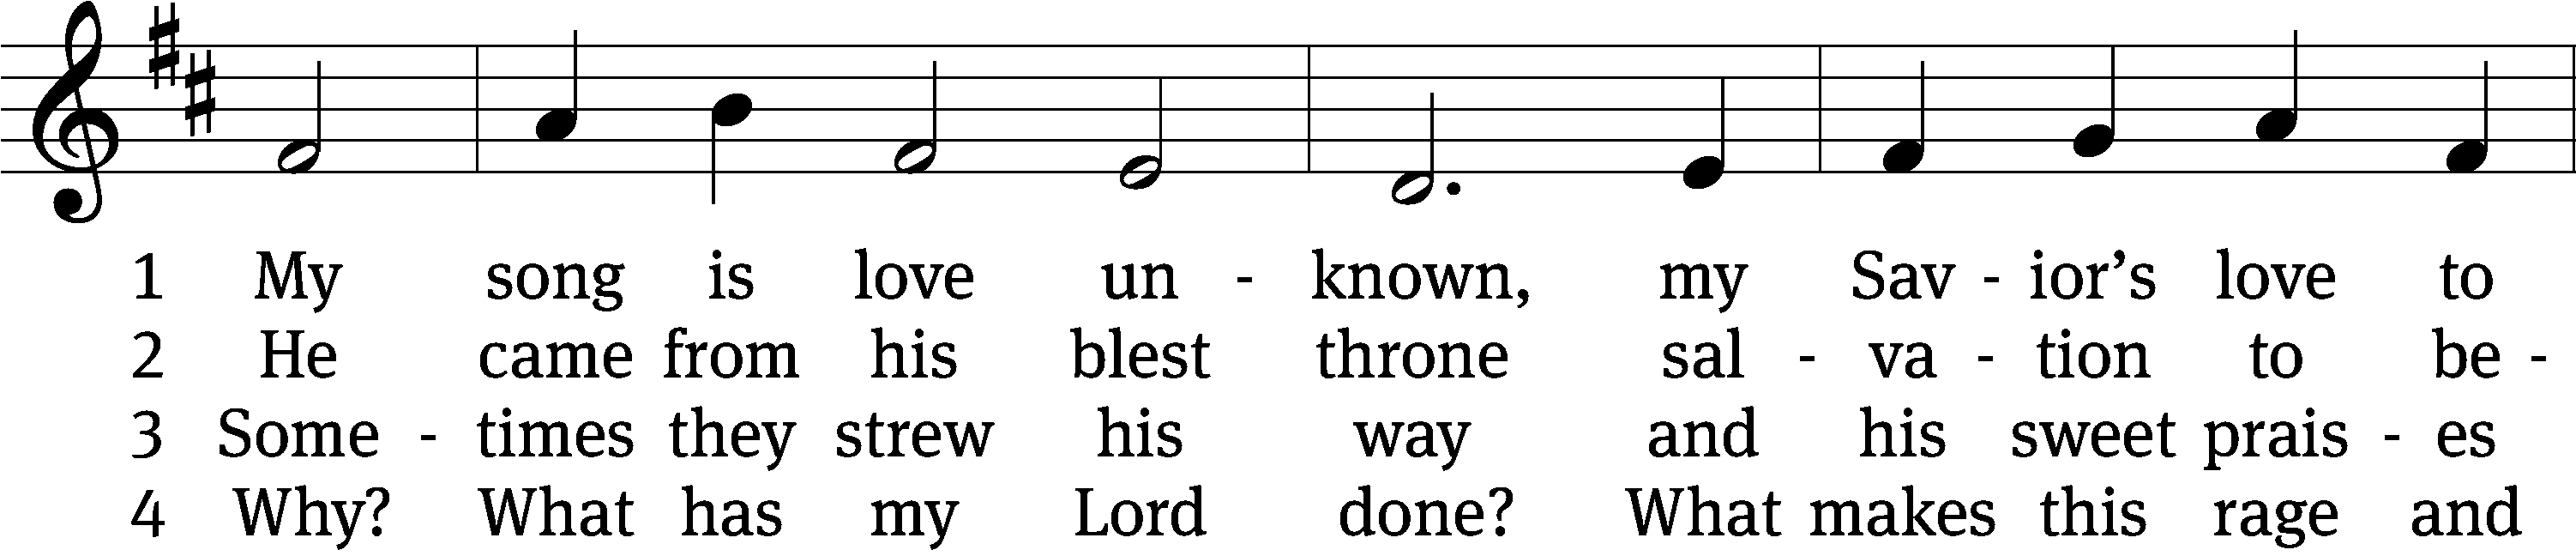 1 My song is love un - known, my Sav - ior’s love to
2 He came from his blest throne sal - va - tion to be -
3 Some - times they strew his way and his sweet prais - es
4 Why? What has my Lord done? What makes this rage and